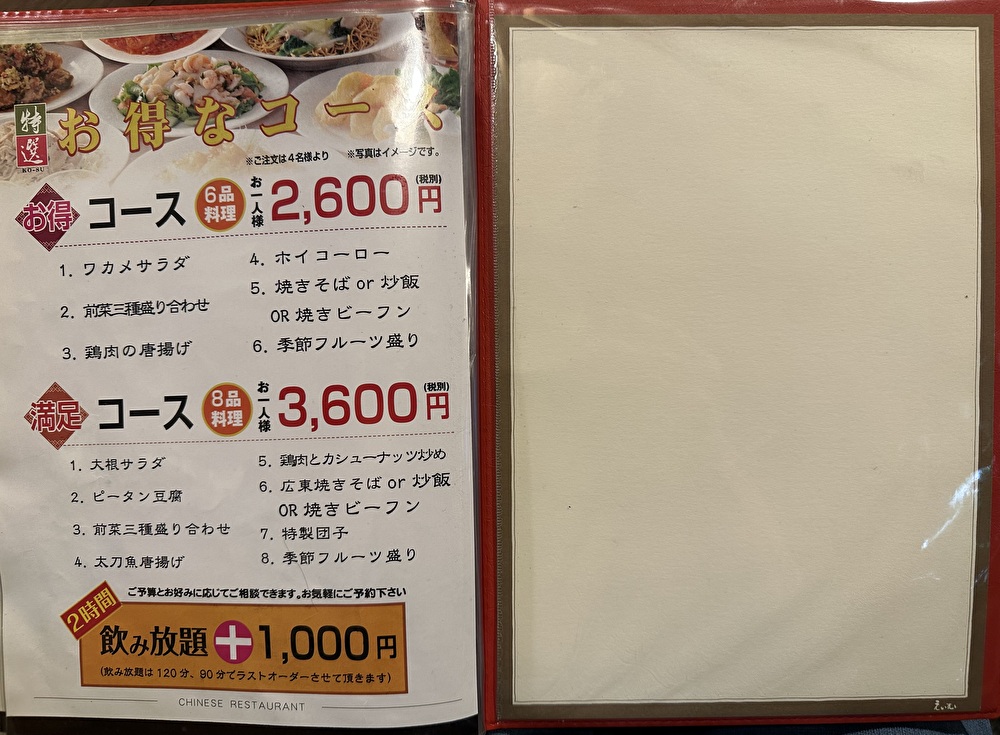 特選
KO-SU
お得なコース
※ご注文は4名様より ※写真はイメージです。
お得 コース 6品料理 お一人様 2,600円 (税別)
1. ワカメサラダ
2. 前菜三種盛り合わせ
3. 鶏肉の唐揚げ
4. ホイコーロー
5. 焼きそば or 炒飯
OR 焼きビーフン
6. 季節フルーツ盛り
満足 コース 8品料理 お一人様 3,600円 (税別)
1. 大根サラダ
2. ピータン豆腐
3. 前菜三種盛り合わせ
4. 太刀魚唐揚げ
5. 鶏肉とカシューナッツ炒め
6. 広東焼きそば or 炒飯
OR 焼きビーフン
7. 特製団子
8. 季節フルーツ盛り
ご予算とお好みに応じてご相談できます。お気軽にご予約下さい
2時間
飲み放題+1,000円
(飲み放題は120分、90分でラストオーダーさせて頂きます)
CHINESE RESTAURANT
えいむ